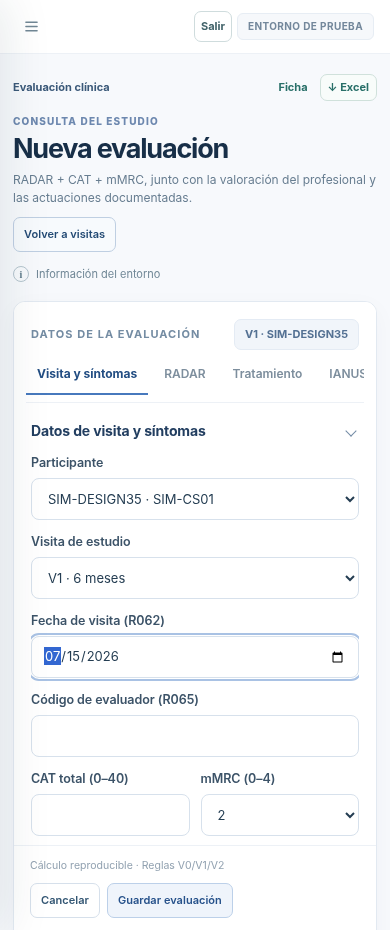 Salir
ENTORNO DE PRUEBA
Evaluación clínica
Ficha
↓ Excel
CONSULTA DEL ESTUDIO
Nueva evaluación
RADAR + CAT + mMRC, junto con la valoración del profesional y
las actuaciones documentadas.
Volver a visitas
i Información del entorno
DATOS DE LA EVALUACIÓN
V1 · SIM-DESIGN35
Visita y síntomas
RADAR
Tratamiento
IANUS
Datos de visita y síntomas
Participante
SIM-DESIGN35 · SIM-CS01
Visita de estudio
V1 · 6 meses
Fecha de visita (R062)
07/15/2026
Código de evaluador (R065)
CAT total (0–40)
mMRC (0–4)
2
Cálculo reproducible · Reglas V0/V1/V2
Cancelar
Guardar evaluación